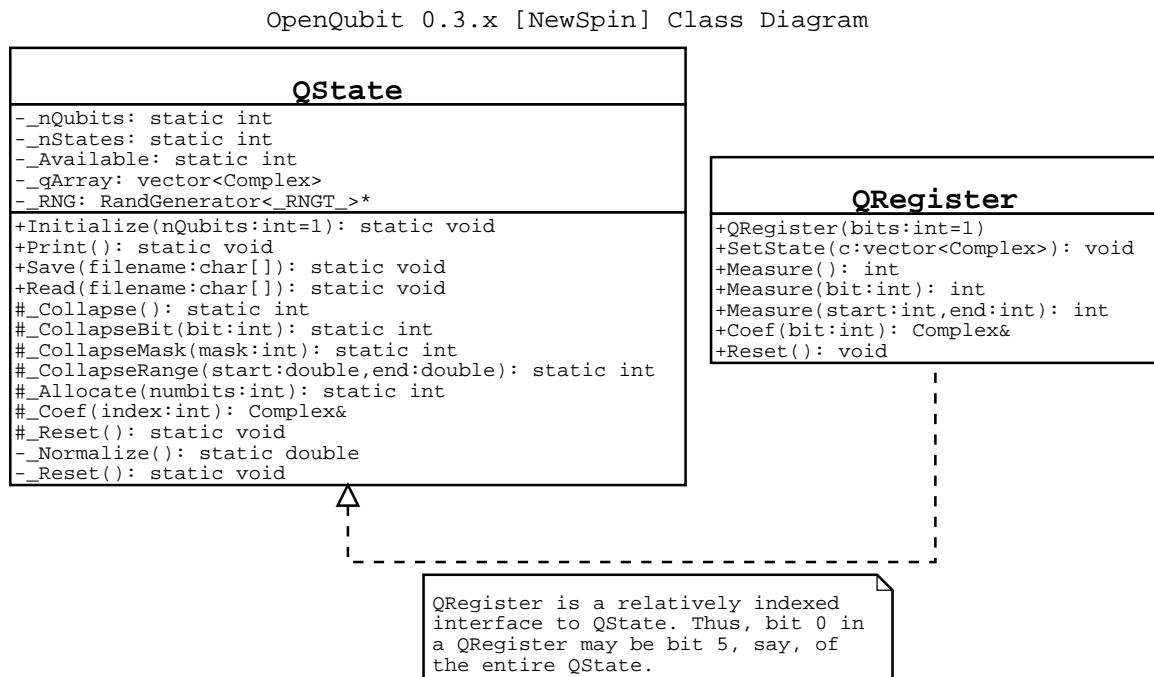 OpenQubit 0.3.x [NewSpin] Class Diagram
QState
-_nQubits: static int
-_nStates: static int
-_Available: static int
-_qArray: vector<Complex>
-_RNG: RandGenerator<_RNGT_>*
+Initialize(nQubits:int=1): static void
+Print(): static void
+Save(filename:char[]): static void
+Read(filename:char[]): static void
#_Collapse(): static int
#_CollapseBit(bit:int): static int
#_CollapseMask(mask:int): static int
#_CollapseRange(start:double,end:double): static int
#_Allocate(numbits:int): static int
#_Coef(index:int): Complex&
#_Reset(): static void
-_Normalize(): static double
-_Reset(): static void
QRegister
+QRegister(bits:int=1)
+SetState(c:vector<Complex>): void
+Measure(): int
+Measure(bit:int): int
+Measure(start:int,end:int): int
+Coef(bit:int): Complex&
+Reset(): void
QRegister is a relatively indexed
interface to QState. Thus, bit 0 in
a QRegister may be bit 5, say, of
the entire QState.